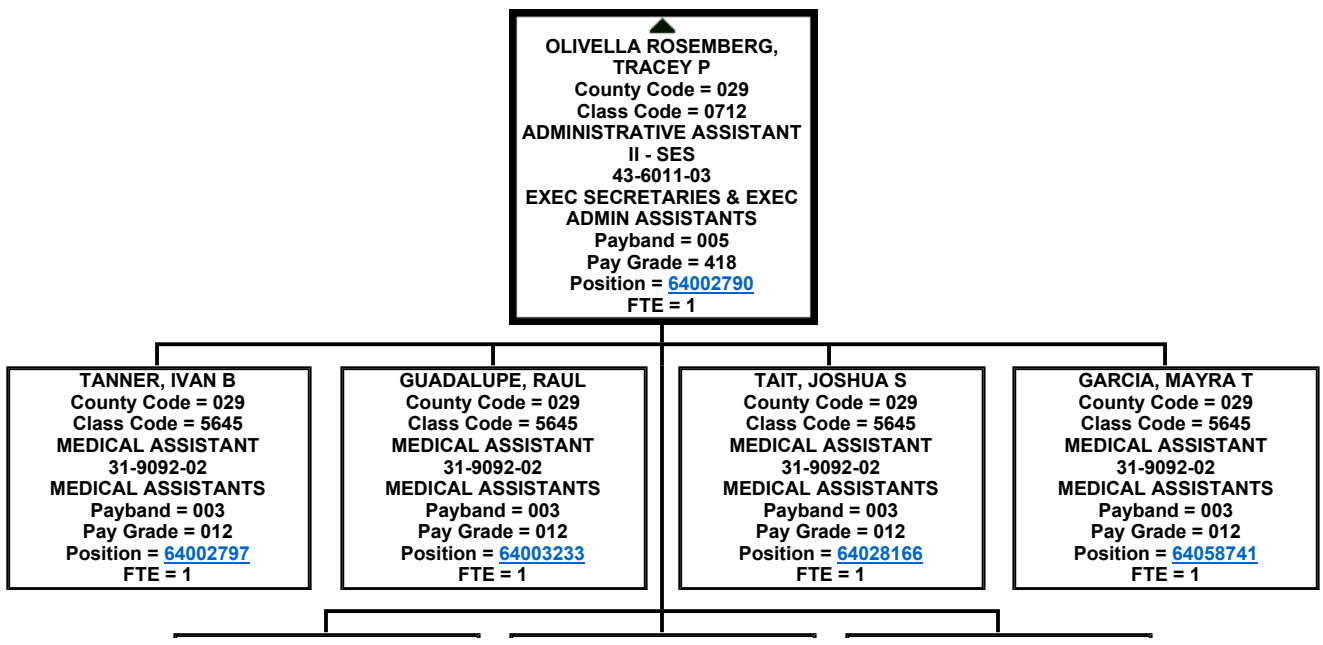 OLIVELLA ROSEMBERG,
TRACEY P
County Code = 029
Class Code = 0712
ADMINISTRATIVE ASSISTANT
II - SES
43-6011-03
EXEC SECRETARIES & EXEC
ADMIN ASSISTANTS
Payband = 005
Pay Grade = 418
Position = 64002790
FTE = 1
TANNER, IVAN B
County Code = 029
Class Code = 5645
MEDICAL ASSISTANT
31-9092-02
MEDICAL ASSISTANTS
Payband = 003
Pay Grade = 012
Position = 64002797
FTE = 1
GUADALUPE, RAUL
County Code = 029
Class Code = 5645
MEDICAL ASSISTANT
31-9092-02
MEDICAL ASSISTANTS
Payband = 003
Pay Grade = 012
Position = 64003233
FTE = 1
TAIT, JOSHUA S
County Code = 029
Class Code = 5645
MEDICAL ASSISTANT
31-9092-02
MEDICAL ASSISTANTS
Payband = 003
Pay Grade = 012
Position = 64028166
FTE = 1
GARCIA, MAYRA T
County Code = 029
Class Code = 5645
MEDICAL ASSISTANT
31-9092-02
MEDICAL ASSISTANTS
Payband = 003
Pay Grade = 012
Position = 64058741
FTE = 1